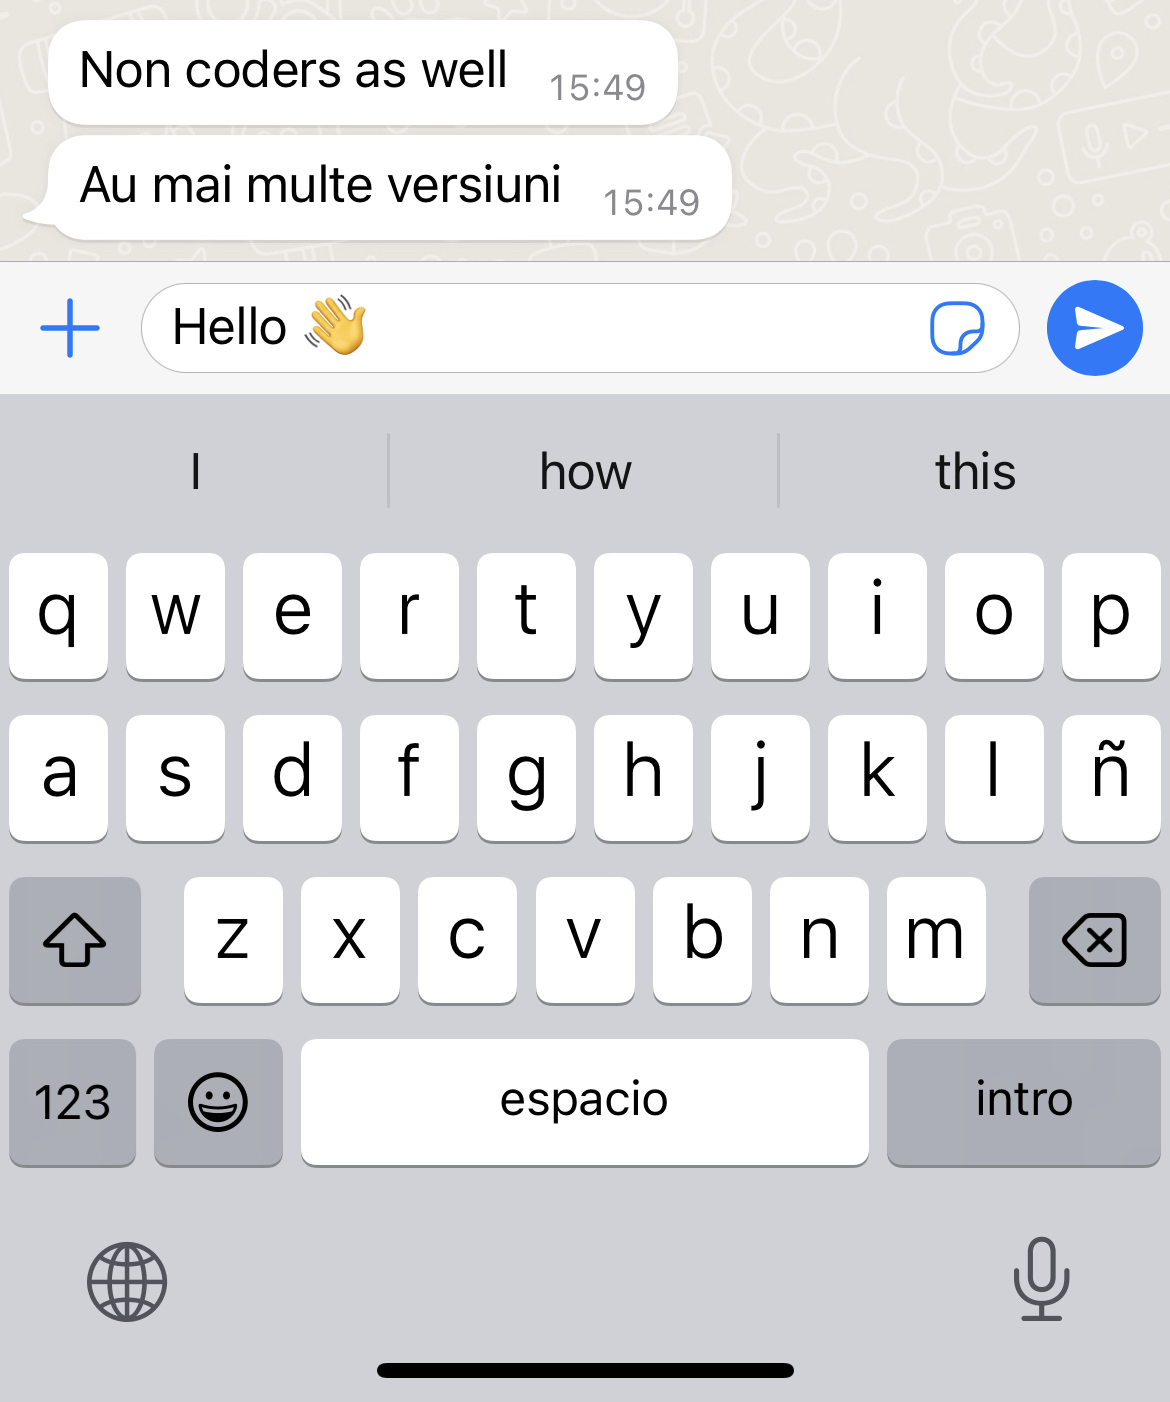 Non coders as well 15:49
Au mai multe versiuni 15:49
Hello 👋
I how this
q w e r t y u i o p
a s d f g h j k l ñ
z x c v b n m
123 espacio intro